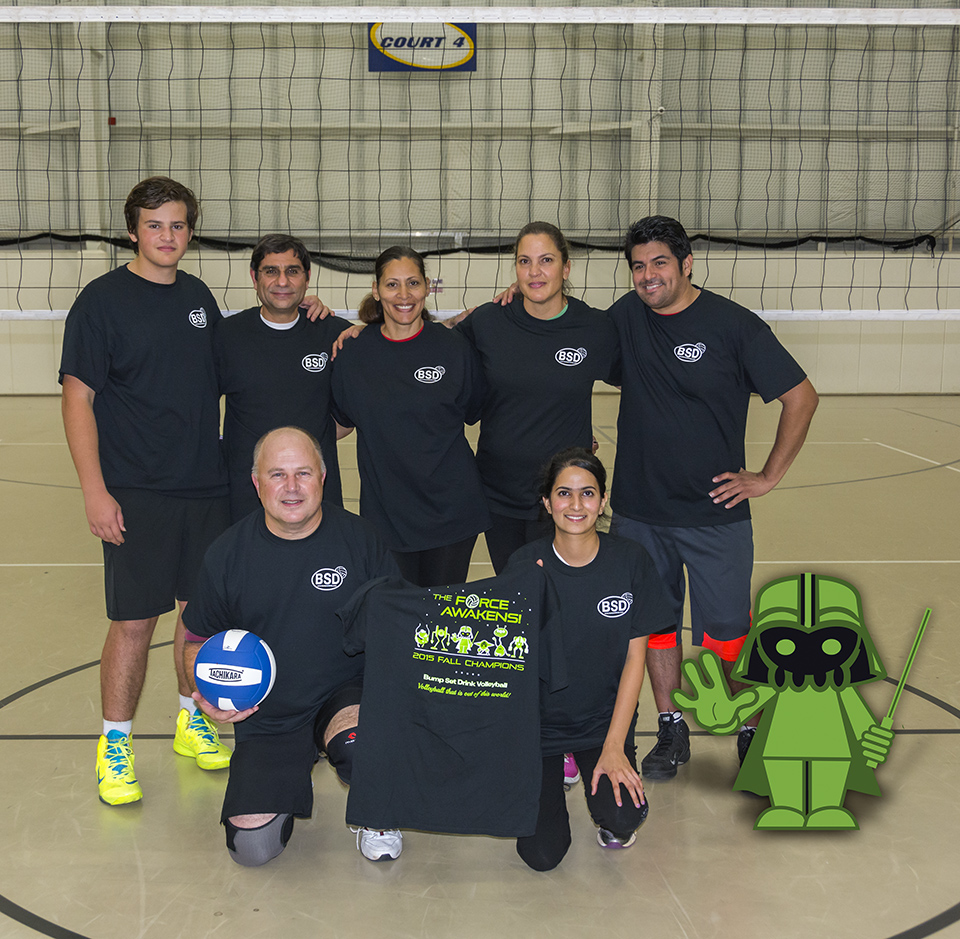 COURT 4
BSD
BSD
BSD
BSD
BSD
BSD
BSD
THE FORCE
AWAKENS!
2015 FALL CHAMPIONS
Bump Set Drink Volleyball
Volleyball that is out of this world!
TACHIKARA